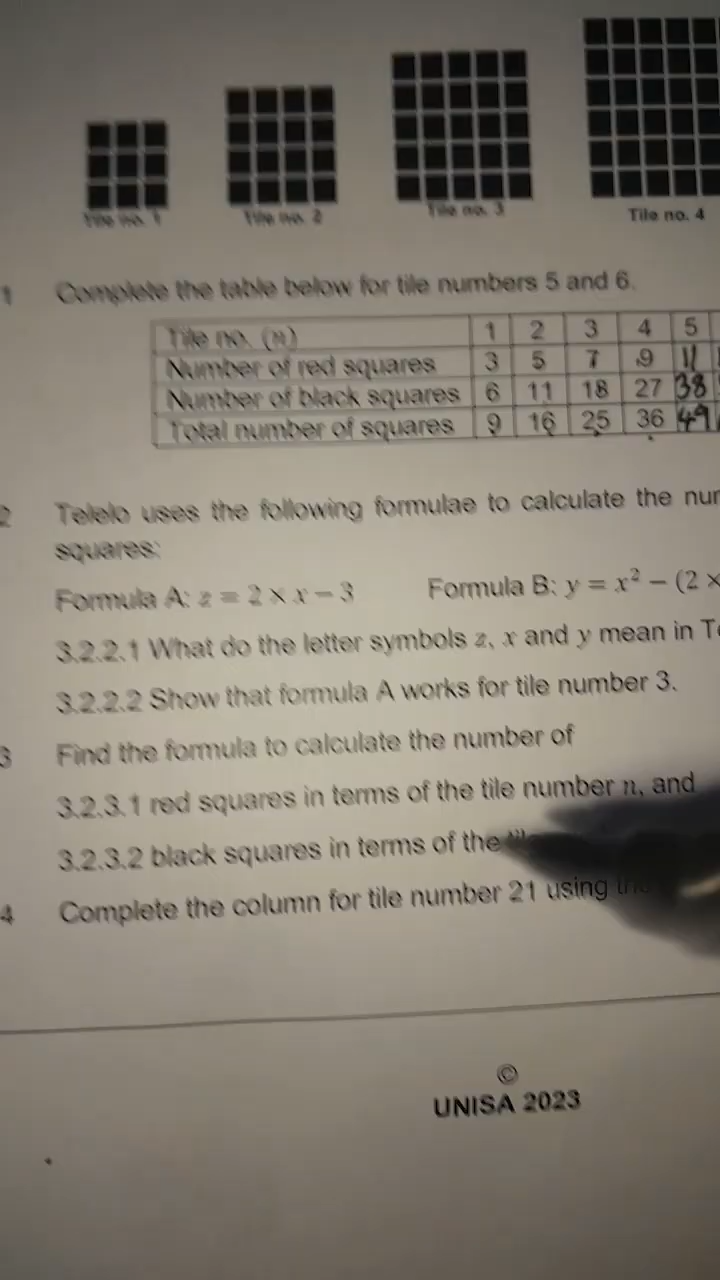 Tile no. 1 Tile no. 2 Tile no. 3 Tile no. 4
1 Complete the table below for tile numbers 5 and 6.
Tile no. (n) 1 2 3 4 5
Number of red squares 3 5 7 9 11
Number of black squares 6 11 18 27 38
Total number of squares 9 16 25 36 49
2 Telelo uses the following formulae to calculate the
squares:
Formula A: z = 2 × x − 3 Formula B: y = x² − (2 ×
3.2.2.1 What do the letter symbols z, x and y mean in
3.2.2.2 Show that formula A works for tile number 3.
3 Find the formula to calculate the number of
3.2.3.1 red squares in terms of the tile number n, and
3.2.3.2 black squares in terms of the
4 Complete the column for tile number 21 using
©
UNISA 2023